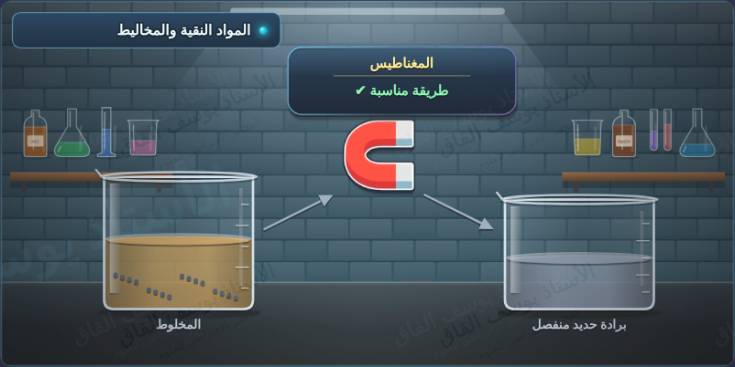 المواد النقية والمخاليط
المغناطيس
طريقة مناسبة ✔
المخلوط
برادة حديد منفصل